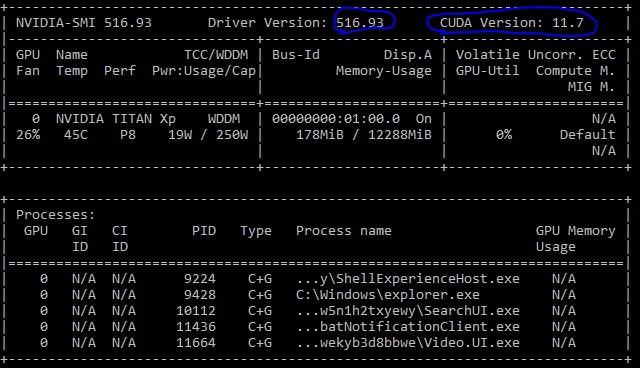 NVIDIA-SMI 516.93 Driver Version: 516.93 CUDA Version: 11.7
GPU Name TCC/WDDM | Bus-Id Disp.A | Volatile Uncorr. ECC
Fan Temp Perf Pwr:Usage/Cap| Memory-Usage | GPU-Util Compute M.
MIG M.
0 NVIDIA TITAN Xp WDDM | 00000000:01:00.0 On | N/A
26% 45C P8 19W / 250W | 178MiB / 12288MiB | 0% Default
N/A
Processes:
GPU GI CI PID Type Process name GPU Memory
ID ID Usage
0 N/A N/A 9224 C+G ...y\ShellExperienceHost.exe N/A
0 N/A N/A 9428 C+G C:\Windows\explorer.exe N/A
0 N/A N/A 10112 C+G ...w5n1h2txyewy\SearchUI.exe N/A
0 N/A N/A 11436 C+G ...batNotificationClient.exe N/A
0 N/A N/A 11664 C+G ...wekyb3d8bbwe\Video.UI.exe N/A